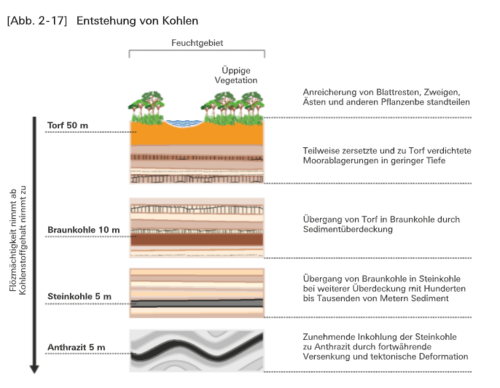 [Abb. 2-17] Entstehung von Kohlen
Feuchtgebiet
Üppige
Vegetation
Anreicherung von Blattresten, Zweigen,
Ästen und anderen Pflanzenbe standteilen
Torf 50 m
Teilweise zersetzte und zu Torf verdichtete
Moorablagerungen in geringer Tiefe
Braunkohle 10 m
Übergang von Torf in Braunkohle durch
Sedimentüberdeckung
Steinkohle 5 m
Übergang von Braunkohle in Steinkohle
bei weiterer Überdeckung mit Hunderten
bis Tausenden von Metern Sediment
Anthrazit 5 m
Zunehmende Inkohlung der Steinkohle
zu Anthrazit durch fortwährende
Versenkung und tektonische Deformation
Flözmächtigkeit nimmt ab
Kohlenstoffgehalt nimmt zu